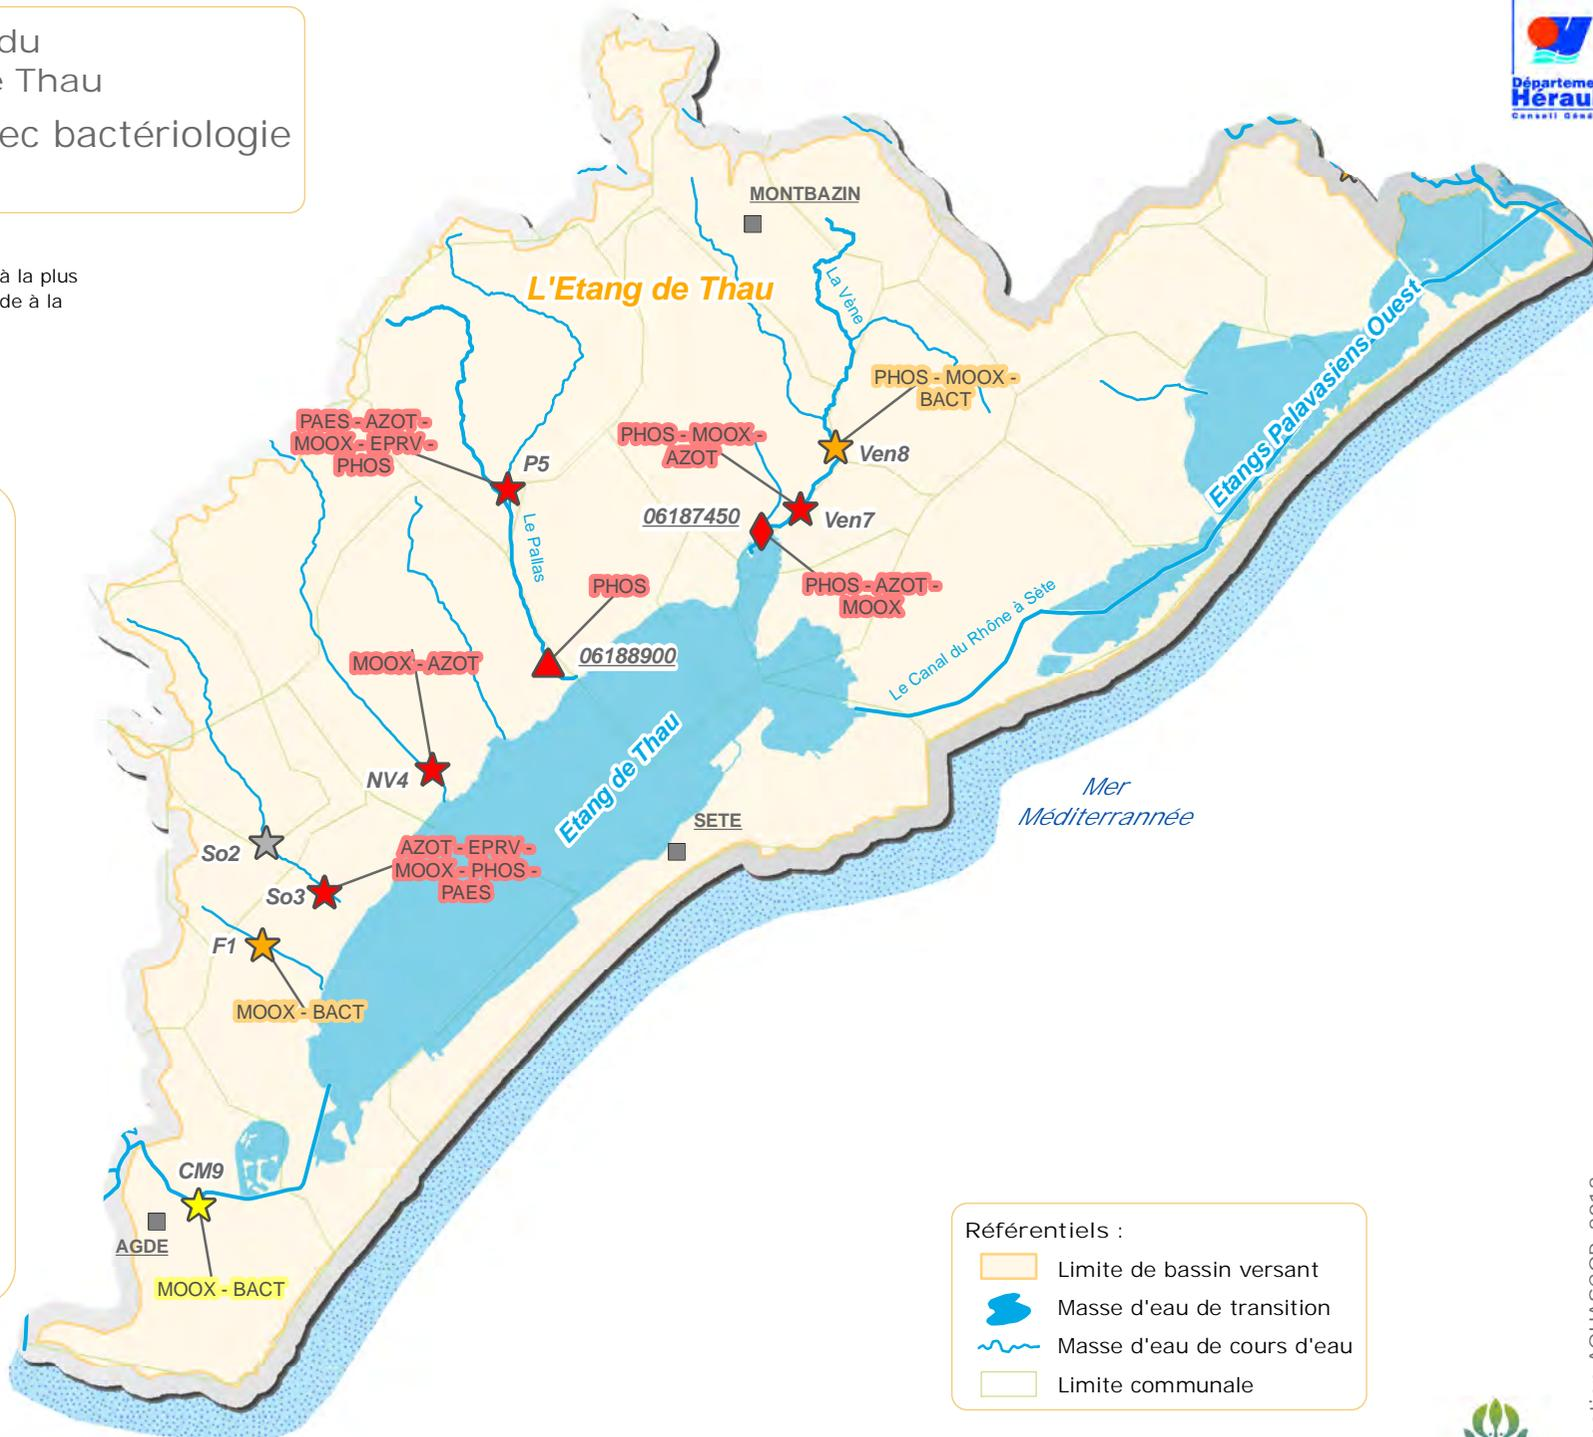 du
Thau
bactériologie
à la plus
de à la
Hérau
MONTBAZIN
L'Etang de Thau
La Vène
PHOS - MOOX -
BACT
PAES - AZOT -
MOOX - EPRV -
PHOS
PHOS - MOOX -
AZOT
P5
Ven8
06187450
Ven7
Le Pallas
Etangs Palavasiens Ouest
PHOS
PHOS - AZOT -
MOOX
Le Canal du Rhône à Sète
06188900
MOOX - AZOT
NV4
Etang de Thau
Mer
Méditerrannée
SETE
So2
AZOT - EPRV -
MOOX - PHOS -
PAES
So3
F1
MOOX - BACT
CM9
AGDE
MOOX - BACT
Référentiels :
Limite de bassin versant
Masse d'eau de transition
Masse d'eau de cours d'eau
Limite communale